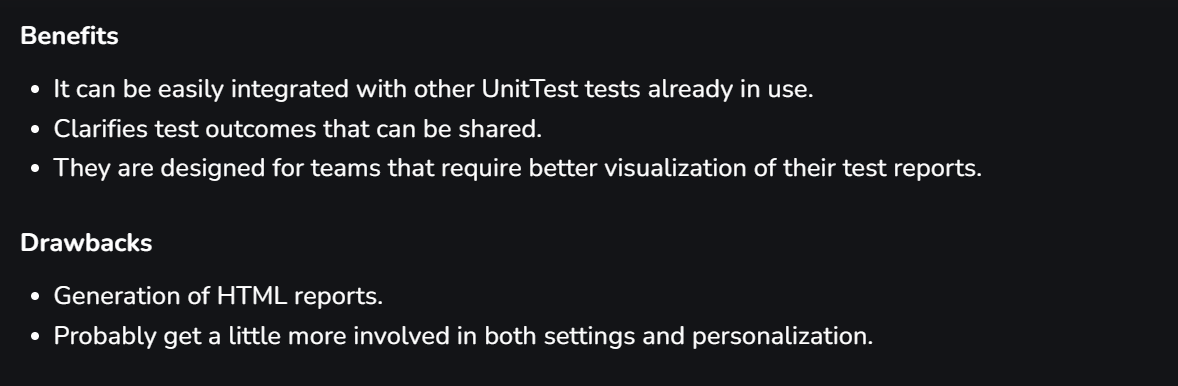 Benefits
• It can be easily integrated with other UnitTest tests already in use.
• Clarifies test outcomes that can be shared.
• They are designed for teams that require better visualization of their test reports.
Drawbacks
• Generation of HTML reports.
• Probably get a little more involved in both settings and personalization.